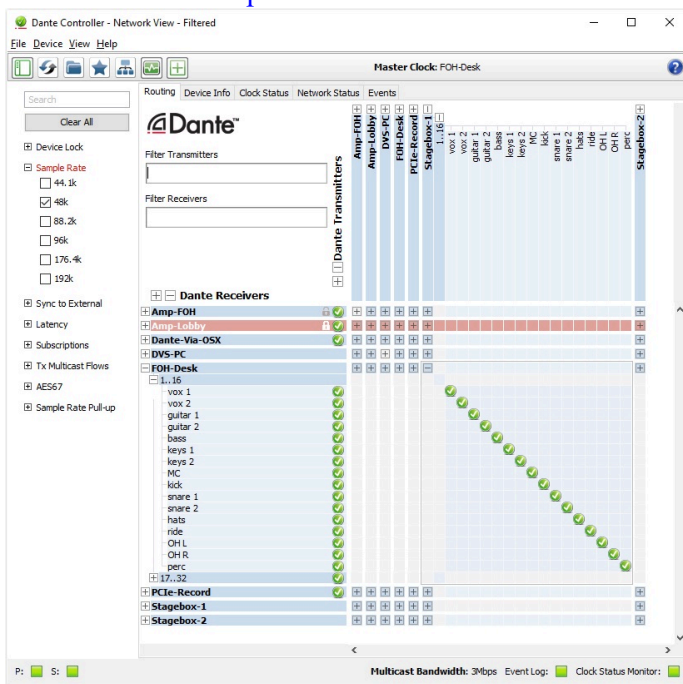 Dante Controller - Network View - Filtered
File Device View Help
Master Clock: FOH-Desk
Search
Clear All
Device Lock
Sample Rate
44.1k
48k
88.2k
96k
176.4k
192k
Sync to External
Latency
Subscriptions
Tx Multicast Flows
AES67
Sample Rate Pull-up
Routing Device Info Clock Status Network Status Events
Dante™
Filter Transmitters
Filter Receivers
Dante Transmitters
Amp-FOH
Amp-Lobby
DVS-PC
FOH-Desk
PCIe-Record
Stagebox-1
1..16
vox 1
vox 2
guitar 1
guitar 2
bass
keys 1
keys 2
MC
kick
snare 1
snare 2
hats
ride
OH L
OH R
perc
Stagebox-2
Dante Receivers
Amp-FOH
Amp-Lobby
Dante-Via-OSX
DVS-PC
FOH-Desk
1..16
vox 1
vox 2
guitar 1
guitar 2
bass
keys 1
keys 2
MC
kick
snare 1
snare 2
hats
ride
OH L
OH R
perc
17..32
PCIe-Record
Stagebox-1
Stagebox-2
P: S: Multicast Bandwidth: 3Mbps Event Log: Clock Status Monitor: